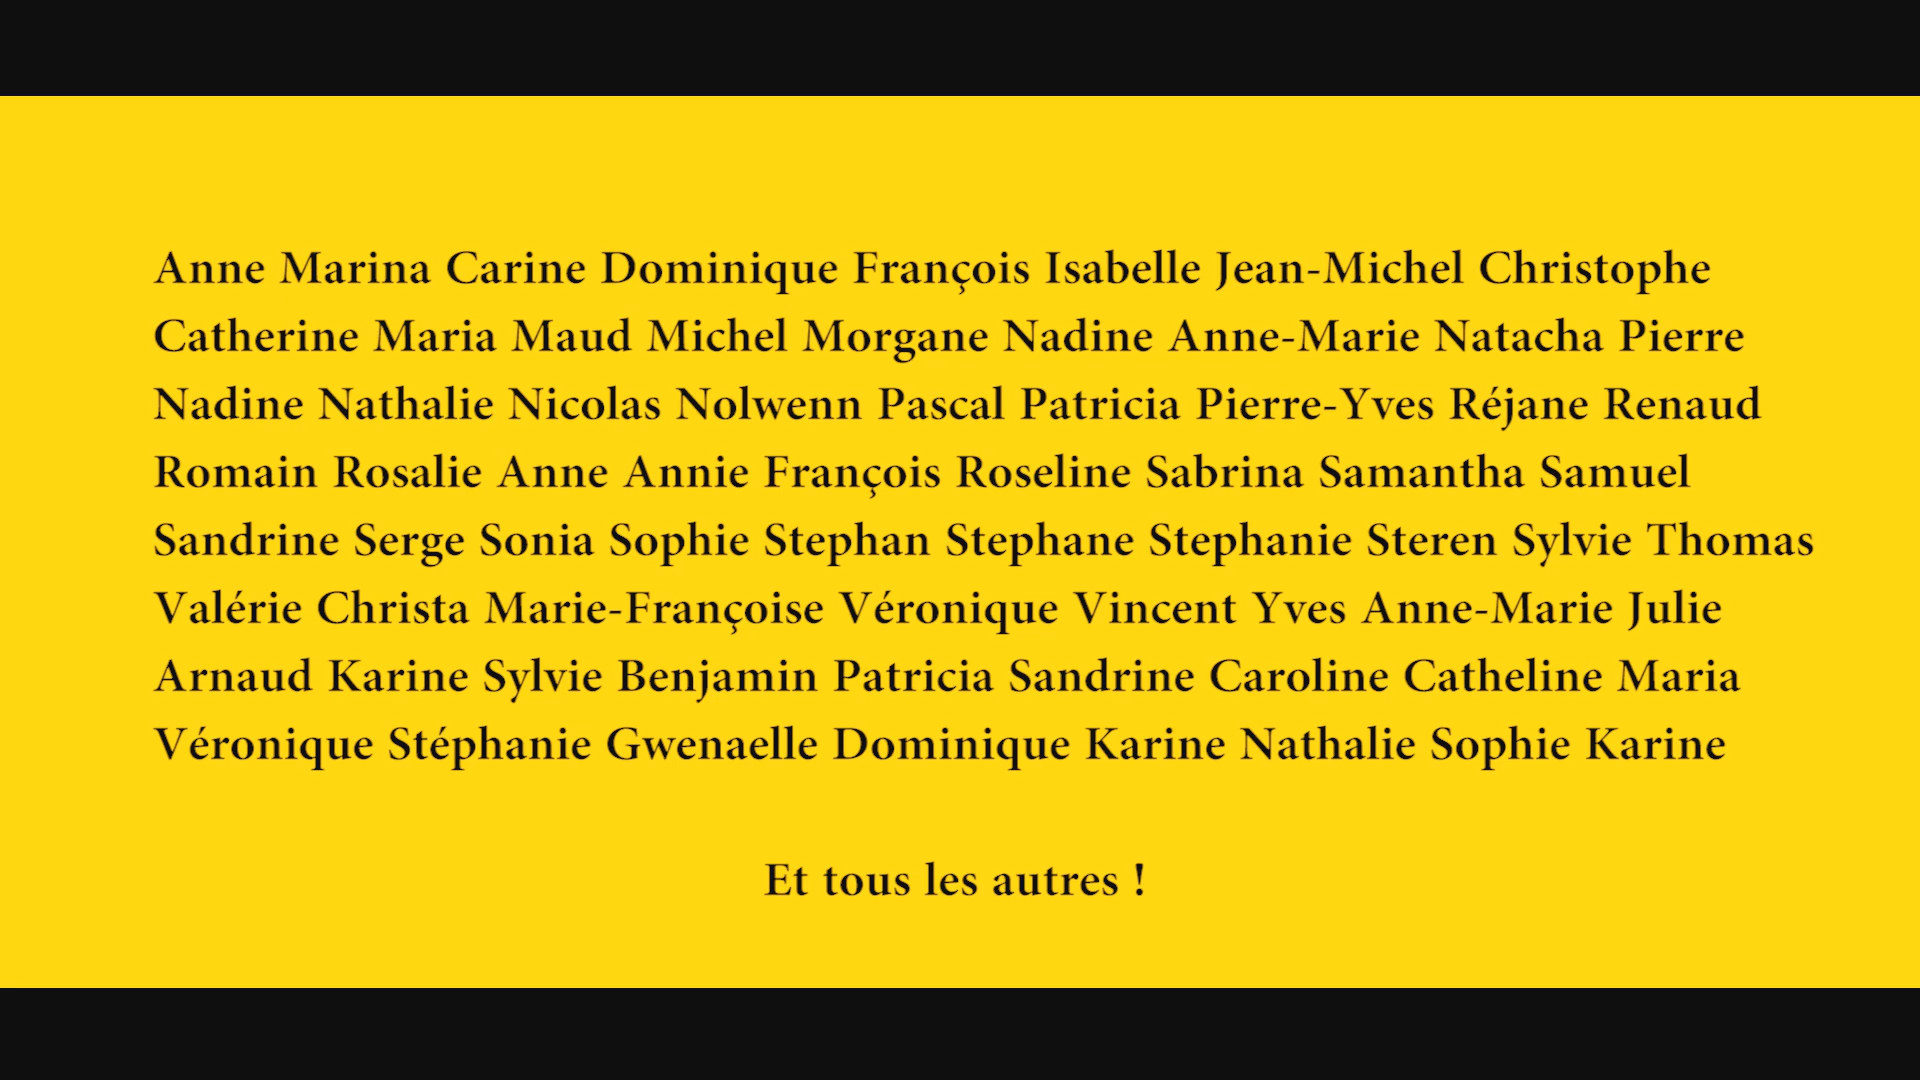 Anne Marina Carine Dominique François Isabelle Jean-Michel Christophe
Catherine Maria Maud Michel Morgane Nadine Anne-Marie Natacha Pierre
Nadine Nathalie Nicolas Nolwenn Pascal Patricia Pierre-Yves Réjane Renaud
Romain Rosalie Anne Annie François Roseline Sabrina Samantha Samuel
Sandrine Serge Sonia Sophie Stephan Stephane Stephanie Steren Sylvie Thomas
Valérie Christa Marie-Françoise Véronique Vincent Yves Anne-Marie Julie
Arnaud Karine Sylvie Benjamin Patricia Sandrine Caroline Catheline Maria
Véronique Stéphanie Gwenaelle Dominique Karine Nathalie Sophie Karine
Et tous les autres !